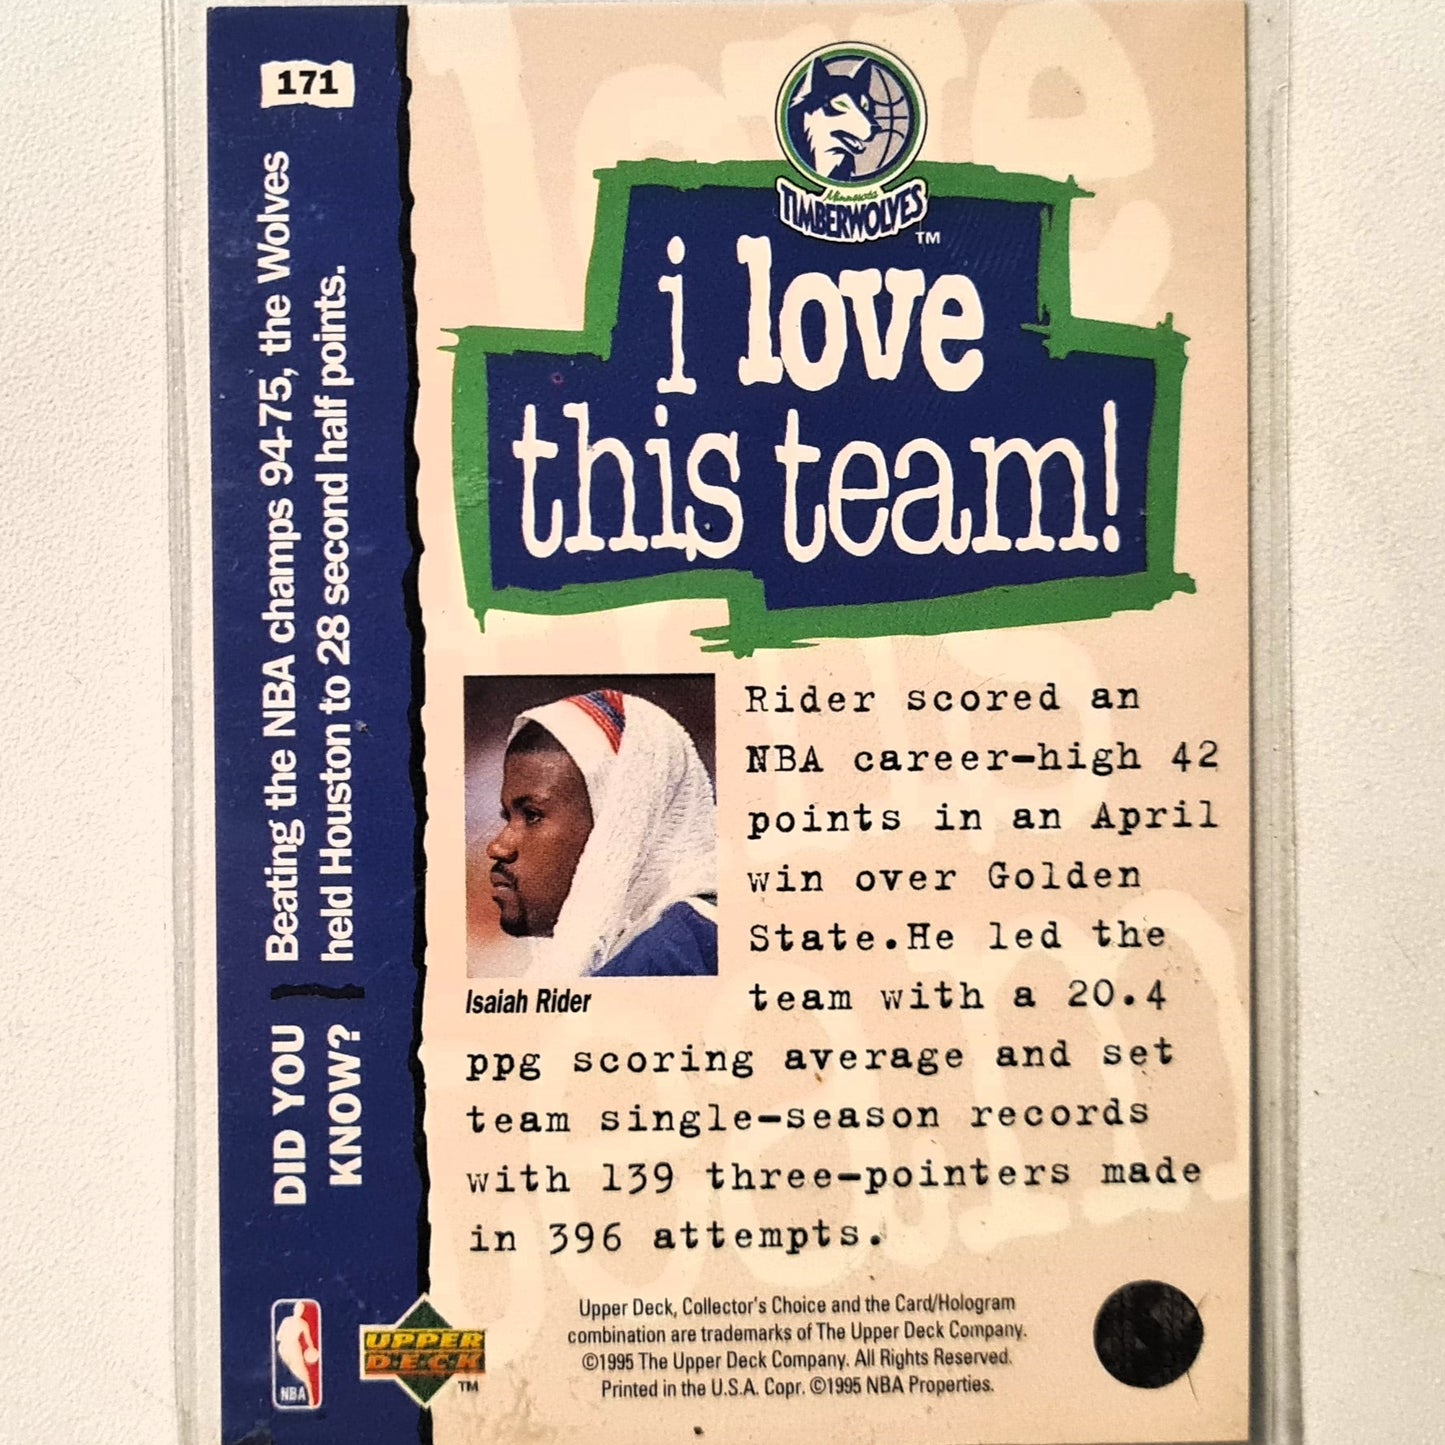 171
DID YOU KNOW?
Beating the NBA champs 94-75, the Wolves
held Houston to 28 second half points.
Minnesota
TIMBERWOLVES
TM
i love
this team!
Rider scored an
NBA career-high 42
points in an April
win over Golden
State.He led the
team with a 20.4
ppg scoring average and set
team single-season records
with 139 three-pointers made
in 396 attempts.
Isaiah Rider
NBA
UPPER
DECK
TM
Upper Deck, Collector's Choice and the Card/Hologram
combination are trademarks of The Upper Deck Company.
©1995 The Upper Deck Company. All Rights Reserved.
Printed in the U.S.A. Copr. ©1995 NBA Properties.